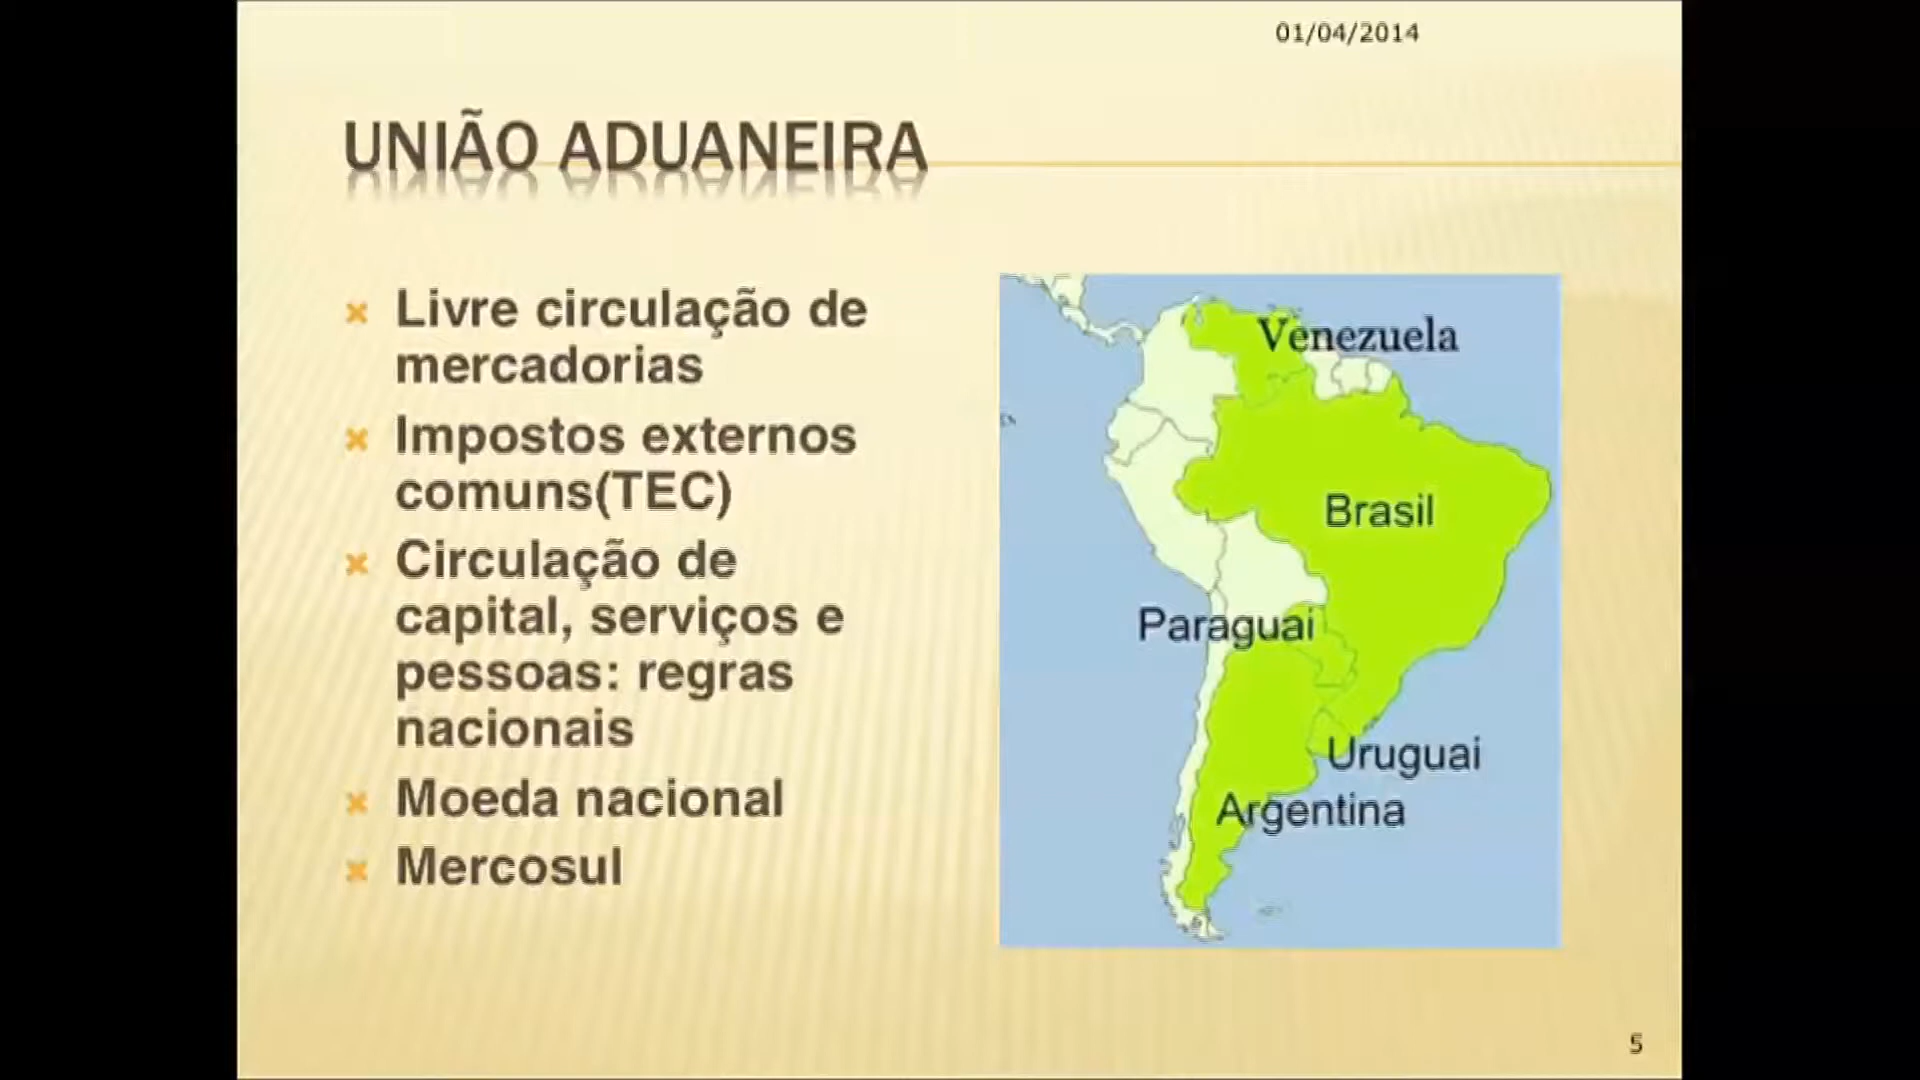 01/04/2014
UNIÃO ADUANEIRA
Livre circulação de
mercadorias
Impostos externos
comuns(TEC)
Circulação de
capital, serviços e
pessoas: regras
nacionais
Moeda nacional
Mercosul
Venezuela
Brasil
Paraguai
Uruguai
Argentina
5